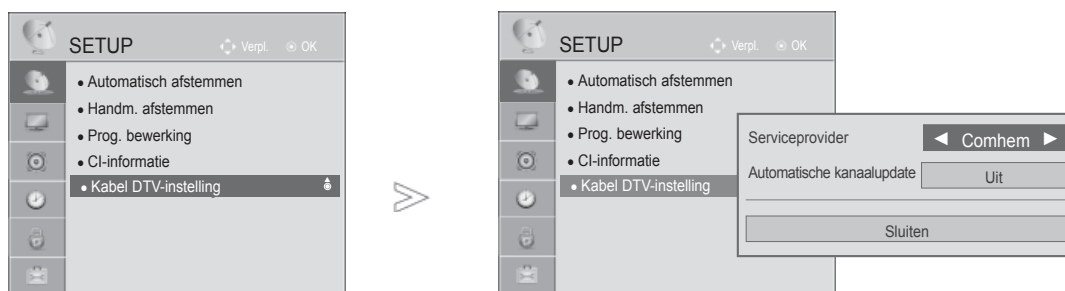 SETUP
Verpl. OK
• Automatisch afstemmen
• Handm. afstemmen
• Prog. bewerking
• CI-informatie
• Kabel DTV-instelling
SETUP
Verpl. OK
• Automatisch afstemmen
• Handm. afstemmen
• Prog. bewerking
• CI-informatie
• Kabel DTV-instelling
Serviceprovider ◀ Comhem ▶
Automatische kanaalupdate Uit
Sluiten